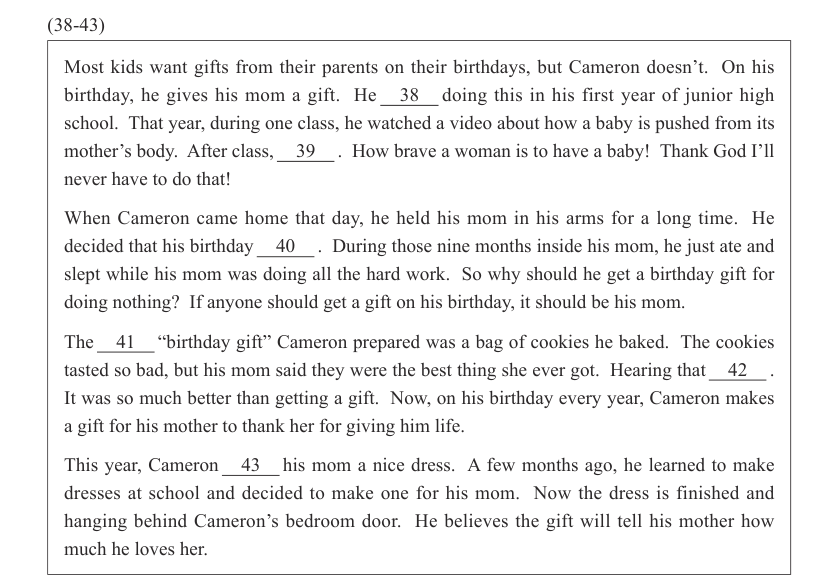 (38-43)
Most kids want gifts from their parents on their birthdays, but Cameron doesn’t. On his
birthday, he gives his mom a gift. He 38 doing this in his first year of junior high
school. That year, during one class, he watched a video about how a baby is pushed from its
mother’s body. After class, 39 . How brave a woman is to have a baby! Thank God I’ll
never have to do that!
When Cameron came home that day, he held his mom in his arms for a long time. He
decided that his birthday 40 . During those nine months inside his mom, he just ate and
slept while his mom was doing all the hard work. So why should he get a birthday gift for
doing nothing? If anyone should get a gift on his birthday, it should be his mom.
The 41 “birthday gift” Cameron prepared was a bag of cookies he baked. The cookies
tasted so bad, but his mom said they were the best thing she ever got. Hearing that 42 .
It was so much better than getting a gift. Now, on his birthday every year, Cameron makes
a gift for his mother to thank her for giving him life.
This year, Cameron 43 his mom a nice dress. A few months ago, he learned to make
dresses at school and decided to make one for his mom. Now the dress is finished and
hanging behind Cameron’s bedroom door. He believes the gift will tell his mother how
much he loves her.